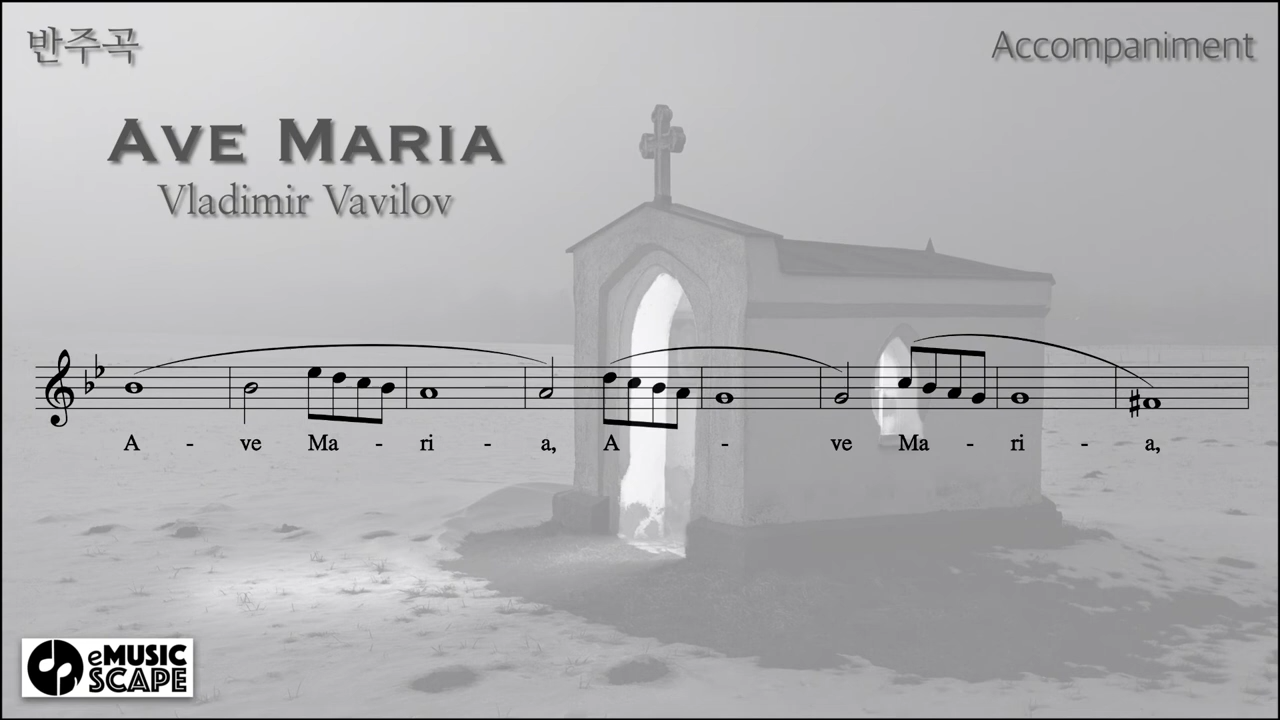 반주곡
Accompaniment
AVE MARIA
Vladimir Vavilov
A - ve Ma - ri - a, A - ve Ma - ri - a,
eMUSIC
SCAPE